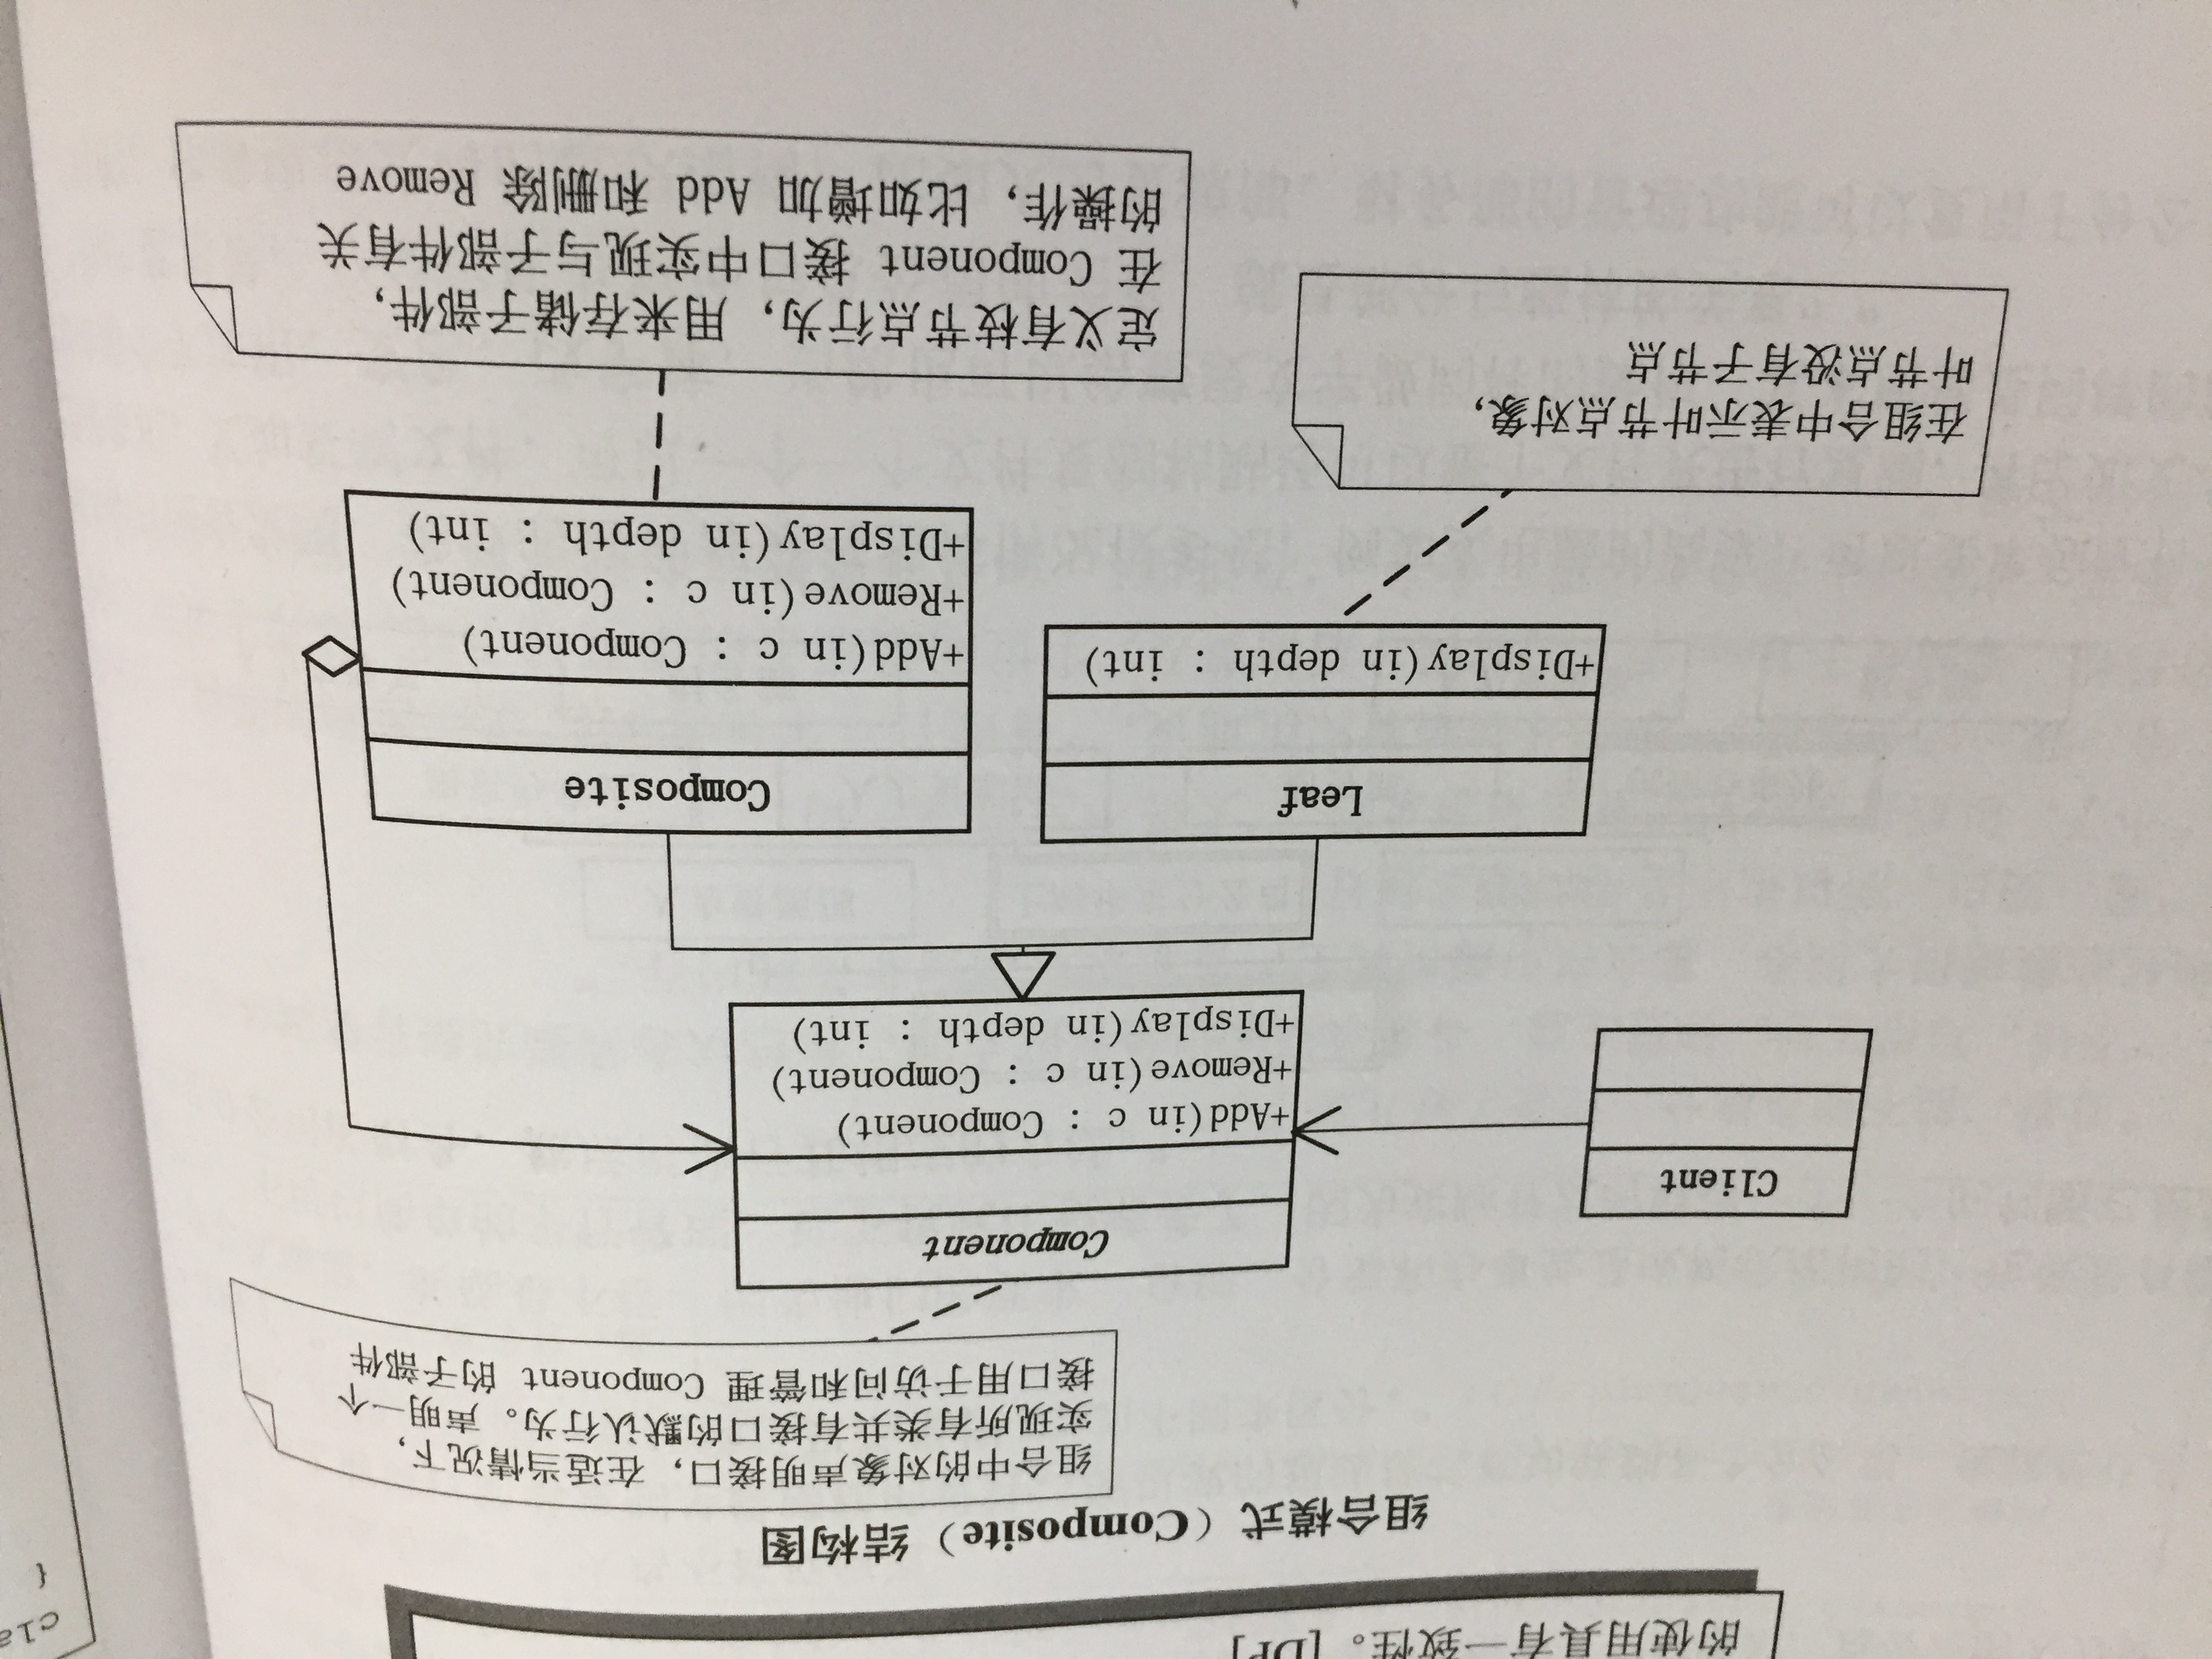 的使用具有一致性。[DP]
组合模式（Composite）结构图
组合中的对象声明接口，在适当情况下，
实现所有类共有接口的默认行为。声明一个
接口用于访问和管理 Component 的子部件
Client
Component
+Add(in c : Component)
+Remove(in c : Component)
+Display(in depth : int)
Leaf
+Display(in depth : int)
Composite
+Add(in c : Component)
+Remove(in c : Component)
+Display(in depth : int)
在组合中表示叶节点对象，
叶节点没有子节点
定义有枝节点行为，用来存储子部件，
在 Component 接口中实现与子部件有关
的操作，比如增加 Add 和删除 Remove
{